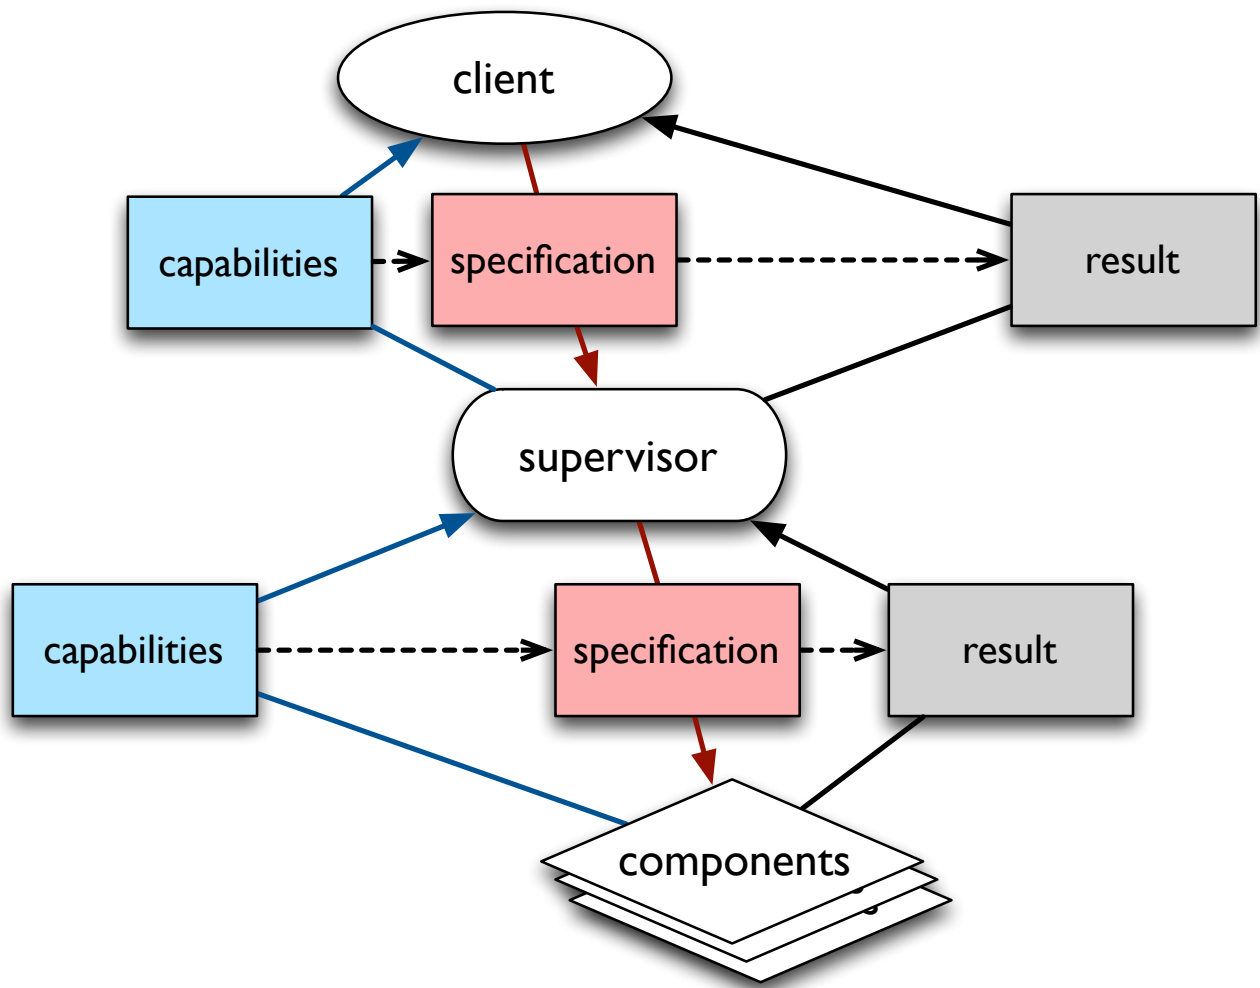 client
capabilities
specification
result
supervisor
capabilities
specification
result
components